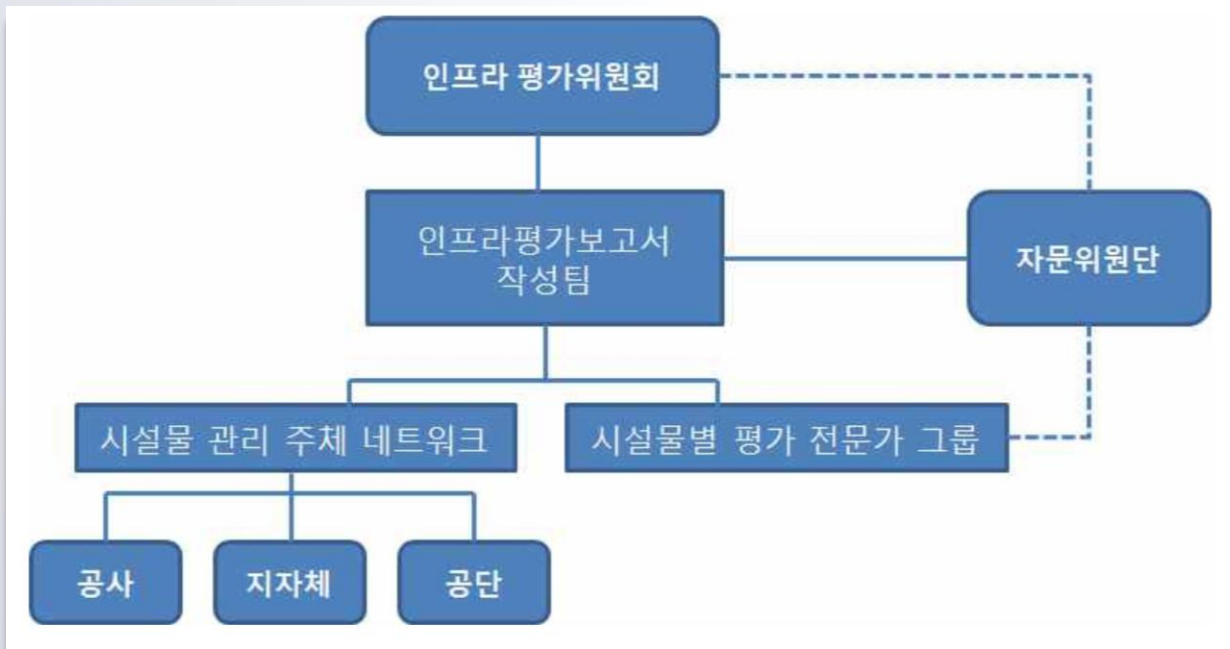 인프라 평가위원회
인프라평가보고서
작성팀
자문위원단
시설물 관리 주체 네트워크
시설물별 평가 전문가 그룹
공사
지자체
공단